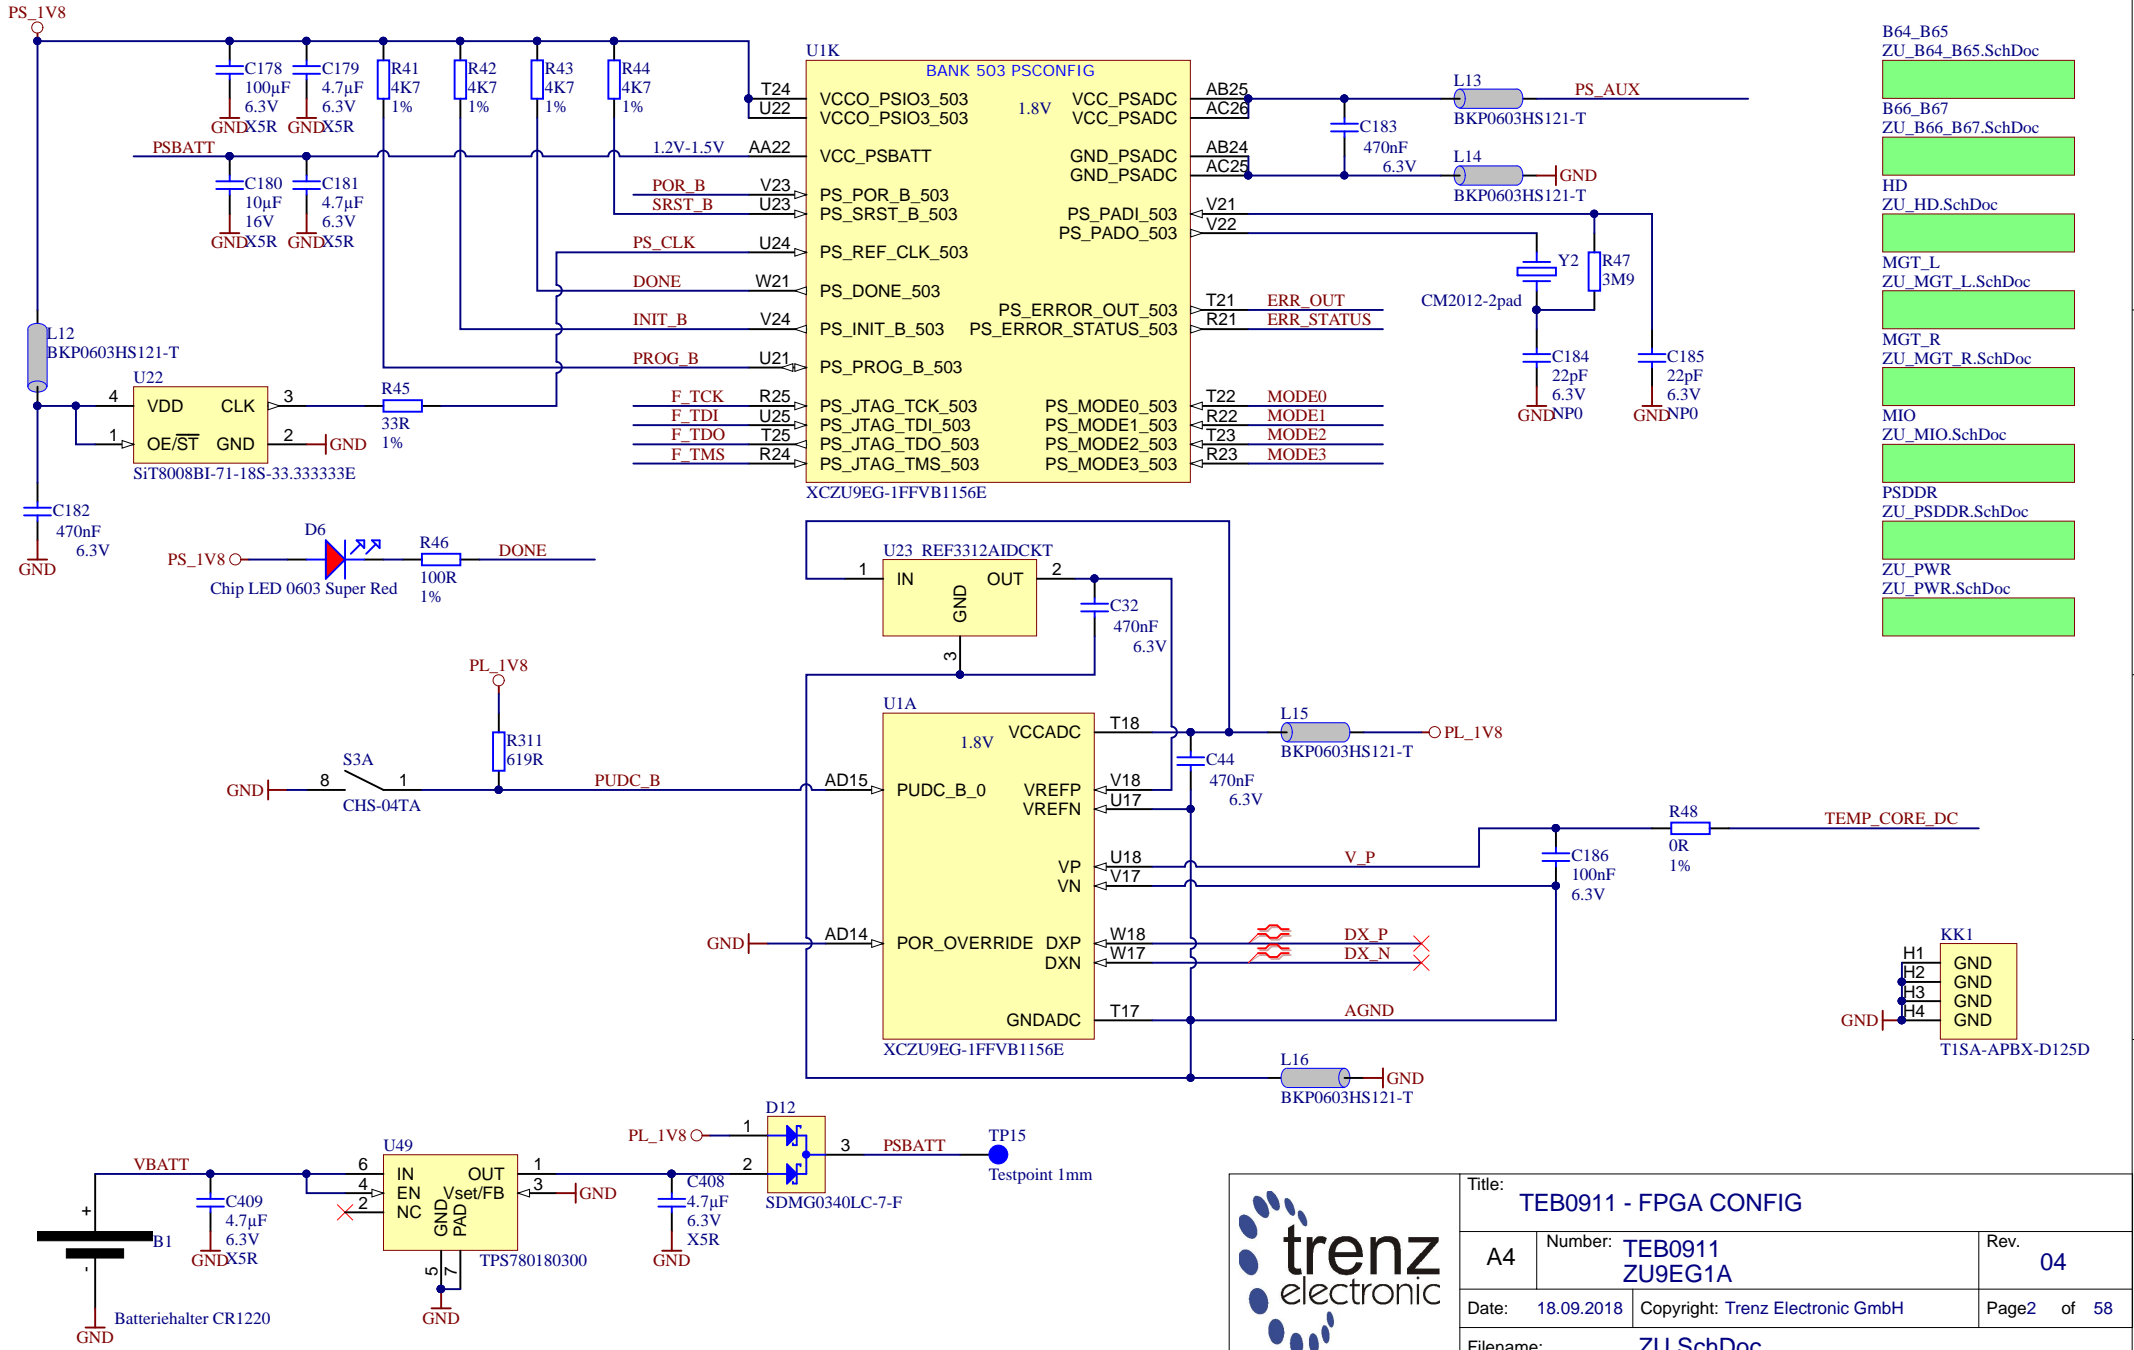 PS_1V8
C178
100µF
6.3V
X5R
GND
C179
4.7µF
6.3V
X5R
GND
R41
4K7
1%
R42
4K7
1%
R43
4K7
1%
R44
4K7
1%
PSBATT
1.2V-1.5V
C180
10µF
16V
X5R
GND
C181
4.7µF
6.3V
X5R
GND
POR_B
SRST_B
PS_CLK
DONE
INIT_B
PROG_B
F_TCK
F_TDI
F_TDO
F_TMS
U1K
BANK 503 PSCONFIG
1.8V
T24 VCCO_PSIO3_503
U22 VCCO_PSIO3_503
AA22 VCC_PSBATT
V23 PS_POR_B_503
U23 PS_SRST_B_503
U24 PS_REF_CLK_503
W21 PS_DONE_503
V24 PS_INIT_B_503
U21 PS_PROG_B_503
R25 PS_JTAG_TCK_503
U25 PS_JTAG_TDI_503
T25 PS_JTAG_TDO_503
R24 PS_JTAG_TMS_503
VCC_PSADC AB25
VCC_PSADC AC26
GND_PSADC AB24
GND_PSADC AC25
PS_PADI_503 V21
PS_PADO_503 V22
PS_ERROR_OUT_503 T21 ERR_OUT
PS_ERROR_STATUS_503 R21 ERR_STATUS
PS_MODE0_503 T22 MODE0
PS_MODE1_503 R22 MODE1
PS_MODE2_503 T23 MODE2
PS_MODE3_503 R23 MODE3
XCZU9EG-1FFVB1156E
L13
BKP0603HS121-T
PS_AUX
C183
470nF
6.3V
L14
BKP0603HS121-T
GND
Y2
CM2012-2pad
R47
3M9
C184
22pF
6.3V
NP0
GND
C185
22pF
6.3V
NP0
GND
B64_B65
ZU_B64_B65.SchDoc
B66_B67
ZU_B66_B67.SchDoc
HD
ZU_HD.SchDoc
MGT_L
ZU_MGT_L.SchDoc
MGT_R
ZU_MGT_R.SchDoc
MIO
ZU_MIO.SchDoc
PSDDR
ZU_PSDDR.SchDoc
ZU_PWR
ZU_PWR.SchDoc
L12
BKP0603HS121-T
U22
4 VDD CLK 3
1 OE/ST GND 2 GND
SiT8008BI-71-18S-33.333333E
R45
33R
1%
C182
470nF
6.3V
GND
PS_1V8
D6
Chip LED 0603 Super Red
R46
100R
1%
DONE
U23 REF3312AIDCKT
1 IN OUT 2
GND
3
C32
470nF
6.3V
PL_1V8
R311
619R
GND
8
S3A
1
CHS-04TA
PUDC_B
U1A
1.8V
AD15 PUDC_B_0
AD14 POR_OVERRIDE
GND
VCCADC T18
VREFP V18
VREFN U17
VP U18
VN V17
DXP W18
DXN W17
GNDADC T17
XCZU9EG-1FFVB1156E
C44
470nF
6.3V
L15
BKP0603HS121-T
PL_1V8
V_P
C186
100nF
6.3V
R48
0R
1%
TEMP_CORE_DC
DX_P
DX_N
AGND
L16
BKP0603HS121-T
GND
KK1
H1 GND
H2 GND
H3 GND
H4 GND
GND
T1SA-APBX-D125D
VBATT
+
-
B1
Batteriehalter CR1220
GND
C409
4.7µF
6.3V
X5R
GND
U49
6 IN OUT 1
4 EN Vset/FB 3 GND
2 NC
GND
PAD
5
7
GND
TPS780180300
C408
4.7µF
6.3V
X5R
GND
D12
PL_1V8
1
2
3
SDMG0340LC-7-F
PSBATT
TP15
Testpoint 1mm
trenz
electronic
Title:
TEB0911 - FPGA CONFIG
A4
Number: TEB0911
ZU9EG1A
Rev.
04
Date: 18.09.2018
Copyright: Trenz Electronic GmbH
Page2 of 58
Filename: ZU.SchDoc